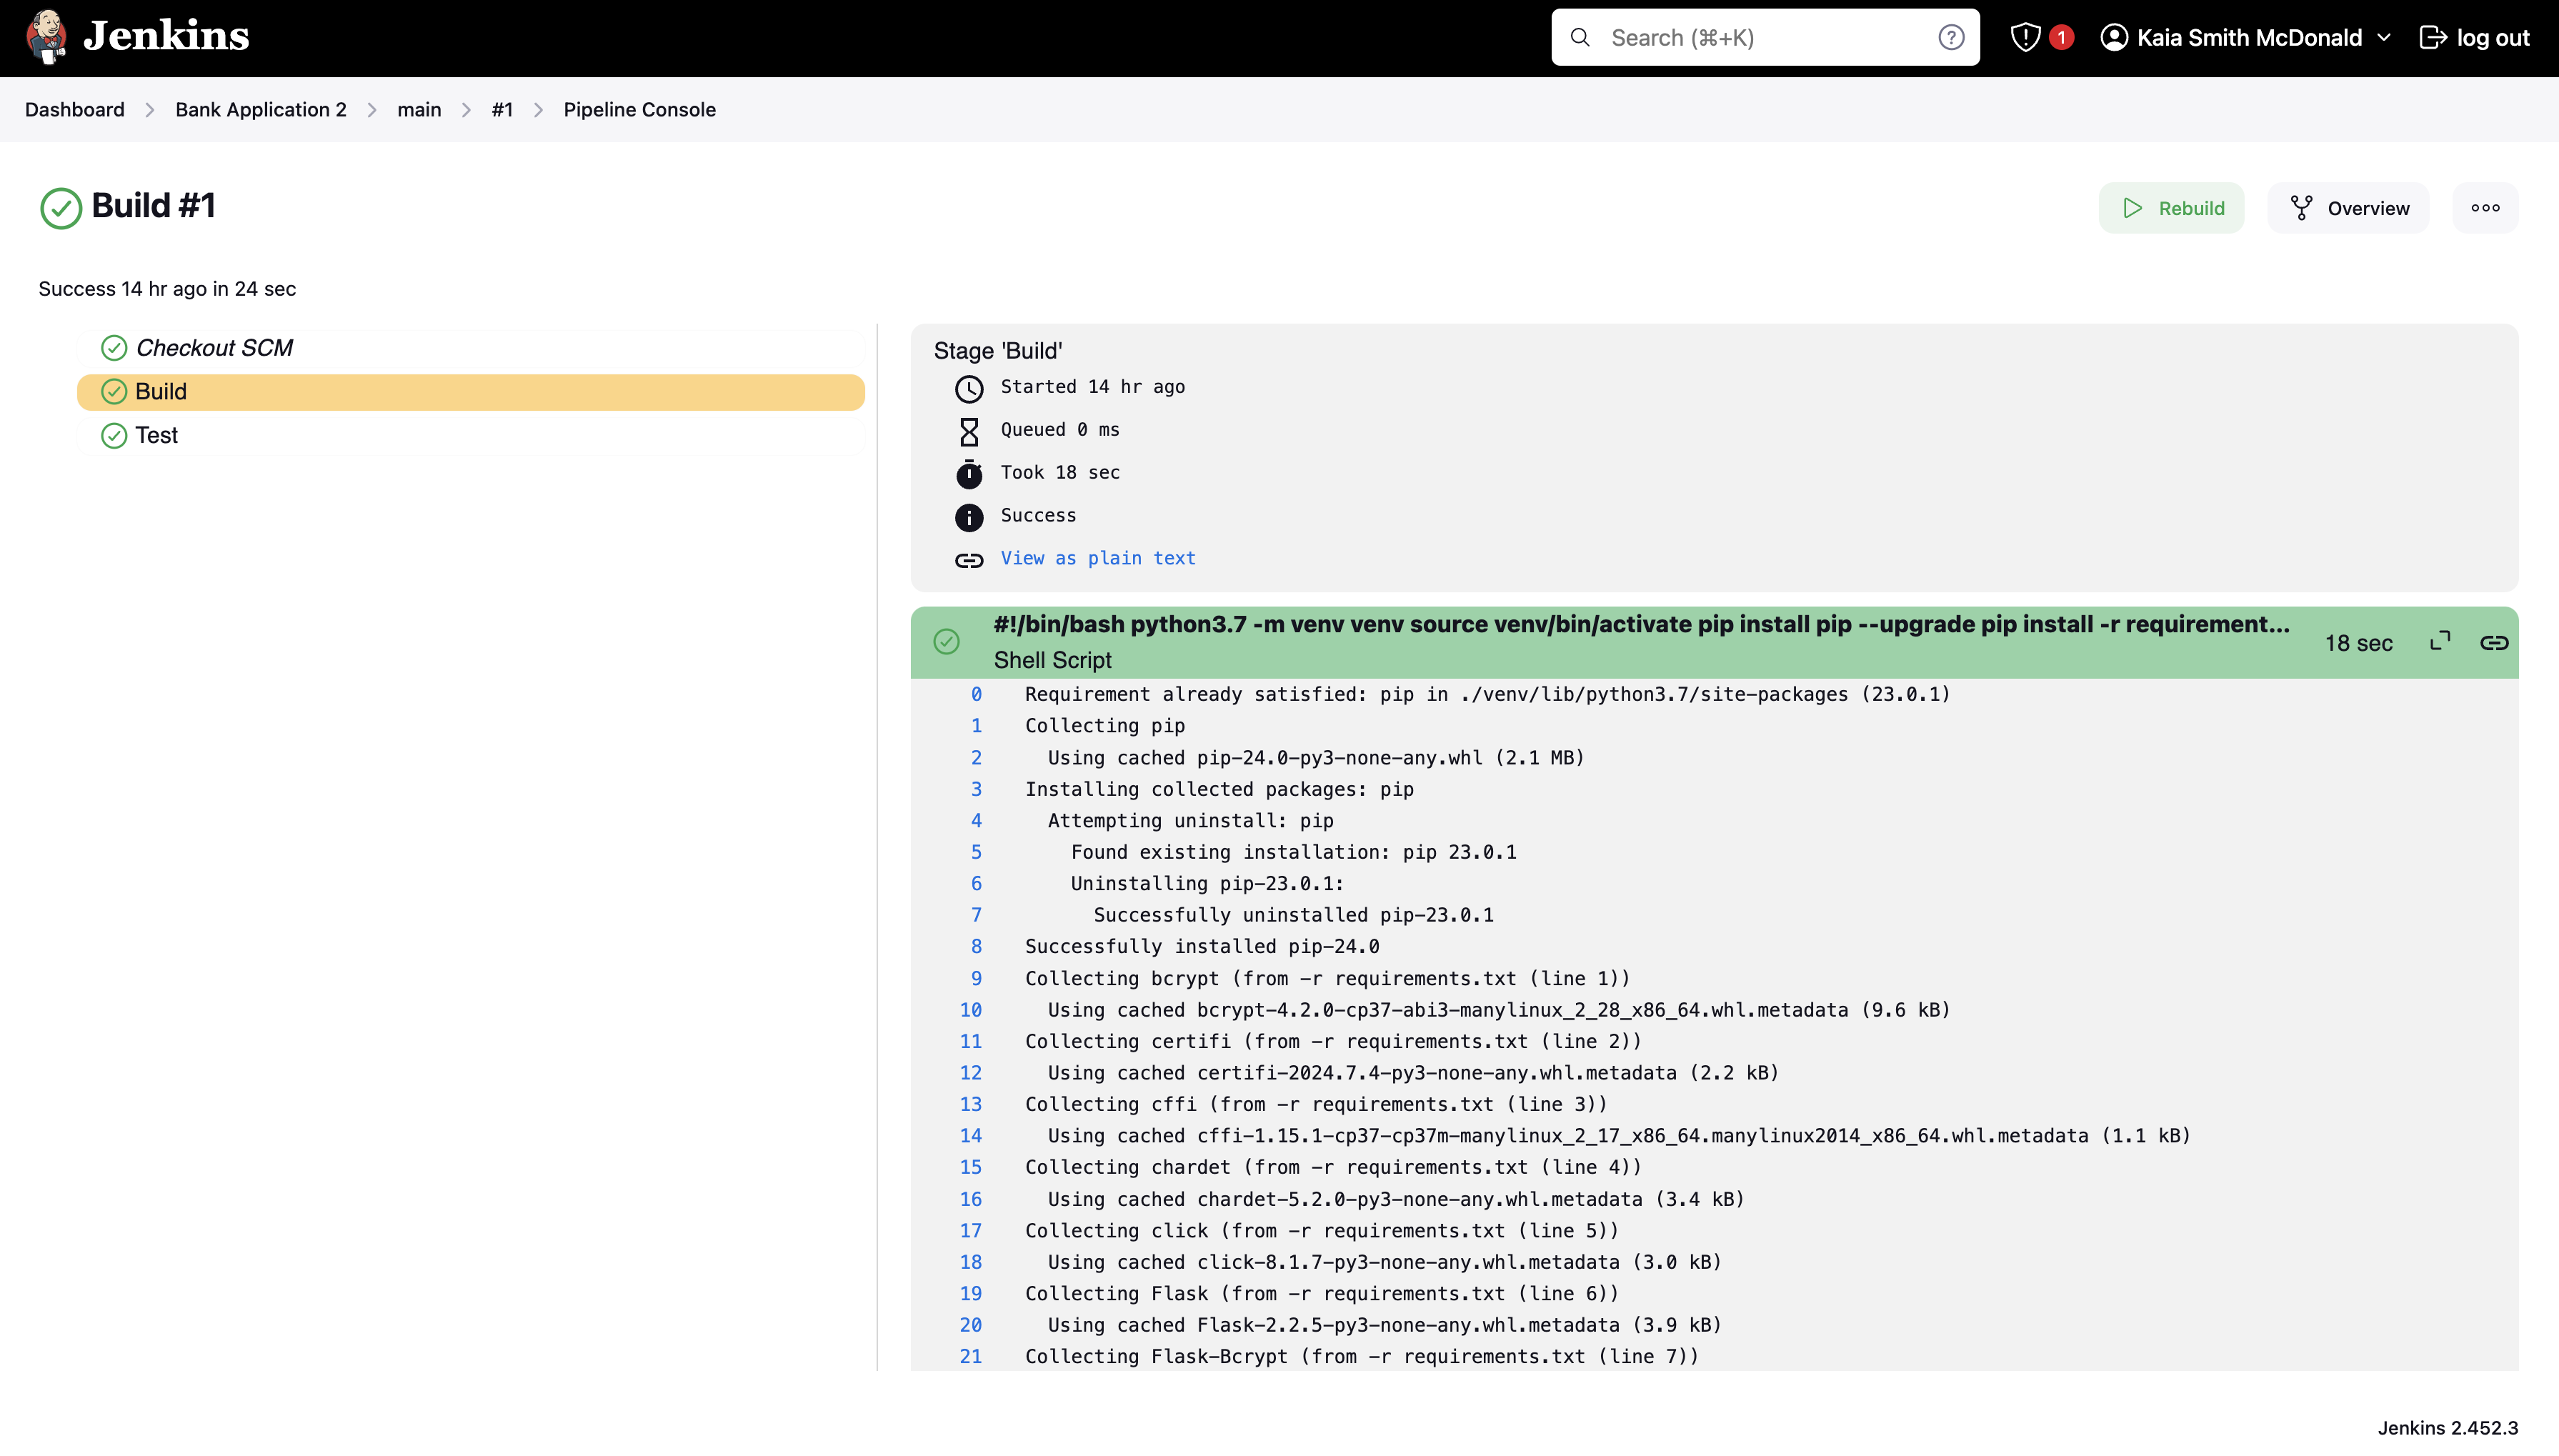 Jenkins
Search (⌘+K)
1
Kaia Smith McDonald
log out
Dashboard
Bank Application 2
main
#1
Pipeline Console
Build #1
Rebuild
Overview
Success 14 hr ago in 24 sec
Checkout SCM
Build
Test
Stage 'Build'
Started 14 hr ago
Queued 0 ms
Took 18 sec
Success
View as plain text
#!/bin/bash python3.7 -m venv venv source venv/bin/activate pip install pip --upgrade pip install -r requirement...
Shell Script
18 sec
0 Requirement already satisfied: pip in ./venv/lib/python3.7/site-packages (23.0.1)
1 Collecting pip
2 Using cached pip-24.0-py3-none-any.whl (2.1 MB)
3 Installing collected packages: pip
4 Attempting uninstall: pip
5 Found existing installation: pip 23.0.1
6 Uninstalling pip-23.0.1:
7 Successfully uninstalled pip-23.0.1
8 Successfully installed pip-24.0
9 Collecting bcrypt (from -r requirements.txt (line 1))
10 Using cached bcrypt-4.2.0-cp37-abi3-manylinux_2_28_x86_64.whl.metadata (9.6 kB)
11 Collecting certifi (from -r requirements.txt (line 2))
12 Using cached certifi-2024.7.4-py3-none-any.whl.metadata (2.2 kB)
13 Collecting cffi (from -r requirements.txt (line 3))
14 Using cached cffi-1.15.1-cp37-cp37m-manylinux_2_17_x86_64.manylinux2014_x86_64.whl.metadata (1.1 kB)
15 Collecting chardet (from -r requirements.txt (line 4))
16 Using cached chardet-5.2.0-py3-none-any.whl.metadata (3.4 kB)
17 Collecting click (from -r requirements.txt (line 5))
18 Using cached click-8.1.7-py3-none-any.whl.metadata (3.0 kB)
19 Collecting Flask (from -r requirements.txt (line 6))
20 Using cached Flask-2.2.5-py3-none-any.whl.metadata (3.9 kB)
21 Collecting Flask-Bcrypt (from -r requirements.txt (line 7))
Jenkins 2.452.3